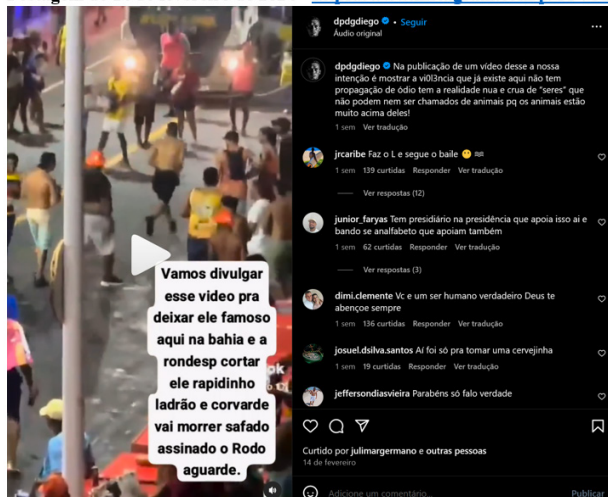 Vamos divulgar
esse video pra
deixar ele famoso
aqui na bahia e a
rondesp cortar
ele rapidinho
ladrão e corvarde
vai morrer safado
assinado o Rodo
aguarde.
dpdgdiego • Seguir
Áudio original
dpdgdiego Na publicação de um vídeo desse a nossa
intenção é mostrar a vi0l3ncia que já existe aqui não tem
propagação de ódio tem a realidade nua e crua de “seres” que
não podem nem ser chamados de animais pq os animais estão
muito acima deles!
1 sem Ver tradução
jrcaribe Faz o L e segue o baile
1 sem 139 curtidas Responder Ver tradução
Ver respostas (12)
junior_faryas Tem presidiário na presidência que apoia isso ai e
bando se analfabeto que apoiam também
1 sem 62 curtidas Responder Ver tradução
Ver respostas (3)
dimi.clemente Vc e um ser humano verdadeiro Deus te
abençoe sempre
1 sem 136 curtidas Responder Ver tradução
josuel.dsilva.santos Aí foi só pra tomar uma cervejinha
1 sem 19 curtidas Responder Ver tradução
jeffersondiasvieira Parabéns só falo verdade
Curtido por julimargermano e outras pessoas
14 de fevereiro
Adicione um comentário...
Publicar